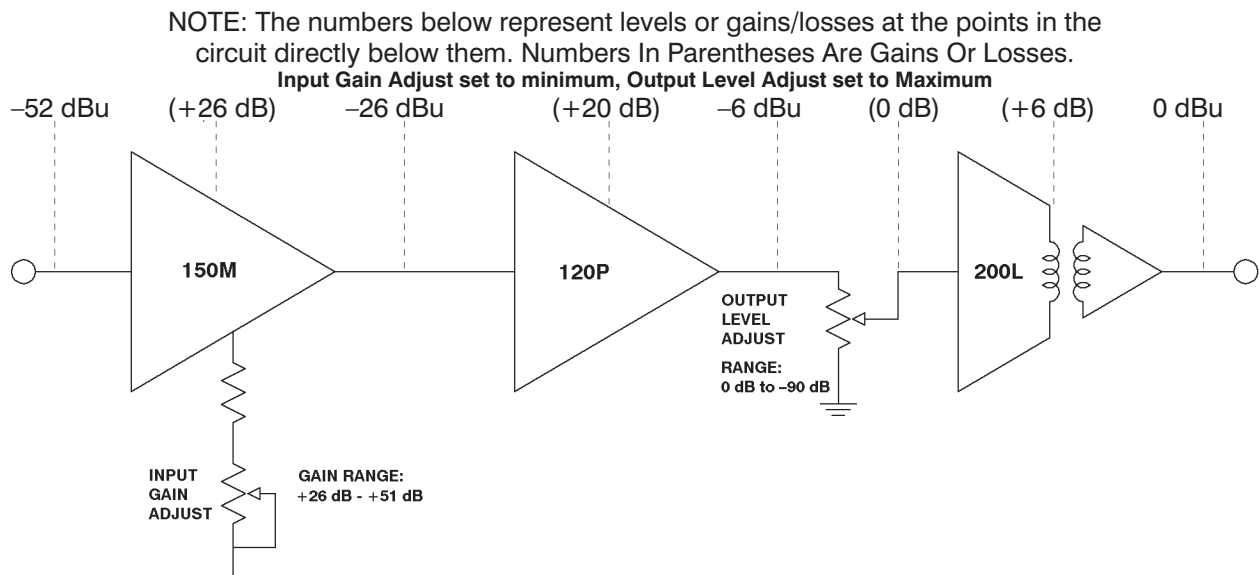 NOTE: The numbers below represent levels or gains/losses at the points in the
circuit directly below them. Numbers In Parentheses Are Gains Or Losses.
Input Gain Adjust set to minimum, Output Level Adjust set to Maximum
–52 dBu (+26 dB) -26 dBu (+20 dB) –6 dBu (0 dB) (+6 dB) 0 dBu
150M 120P 200L
OUTPUT
LEVEL
ADJUST
RANGE:
0 dB to –90 dB
INPUT
GAIN
ADJUST
GAIN RANGE:
+26 dB - +51 dB